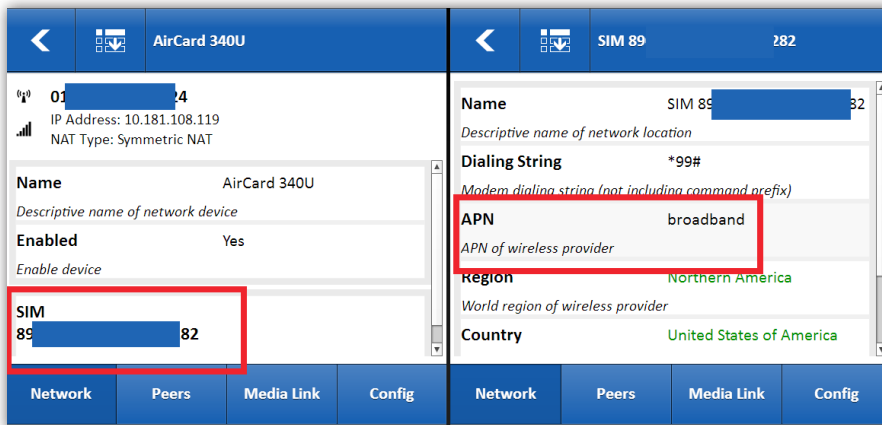 AirCard 340U
01 24
IP Address: 10.181.108.119
NAT Type: Symmetric NAT
Name AirCard 340U
Descriptive name of network device
Enabled Yes
Enable device
SIM
89 82
Network Peers Media Link Config
SIM 89 282
Name SIM 89 82
Descriptive name of network location
Dialing String *99#
Modem dialing string (not including command prefix)
APN broadband
APN of wireless provider
Region Northern America
World region of wireless provider
Country United States of America
Network Peers Media Link Config